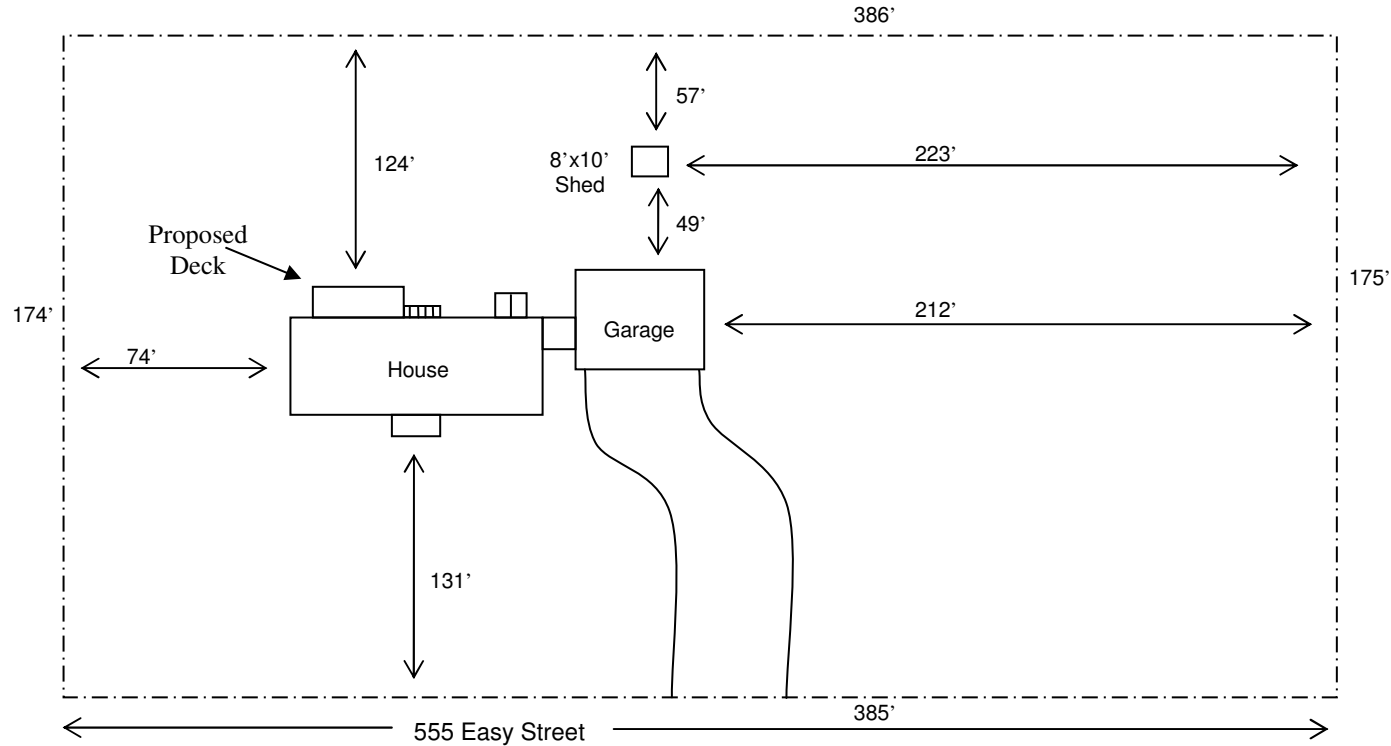 386’
57’
124’
8’x10’
Shed
223’
49’
Proposed
Deck
174’
175’
212’
Garage
74’
House
131’
385’
555 Easy Street